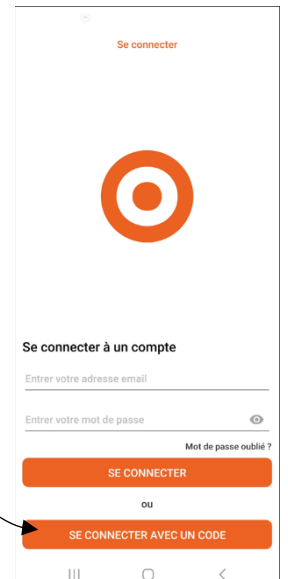 Se connecter
Se connecter à un compte
Entrer votre adresse email
Entrer votre mot de passe
Mot de passe oublié ?
SE CONNECTER
ou
SE CONNECTER AVEC UN CODE